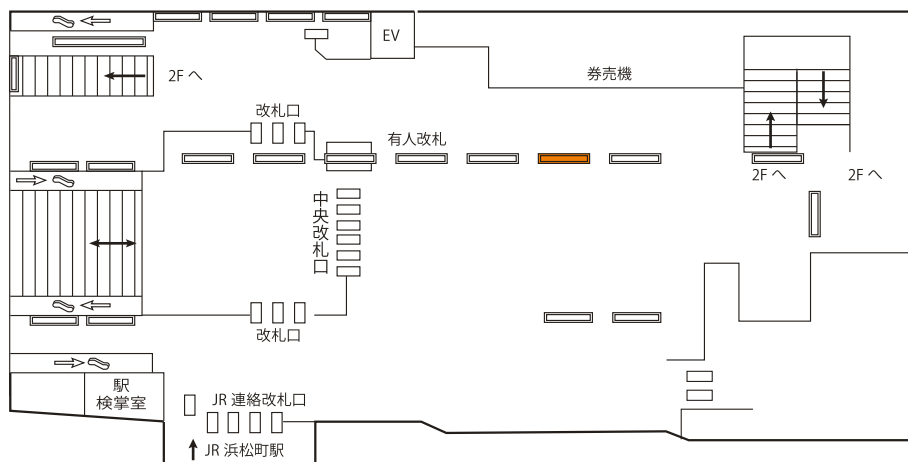 EV
2F へ
券売機
改札口
有人改札
2F へ
2F へ
中央改札口
改札口
駅
検掌室
JR 連絡改札口
JR 浜松町駅